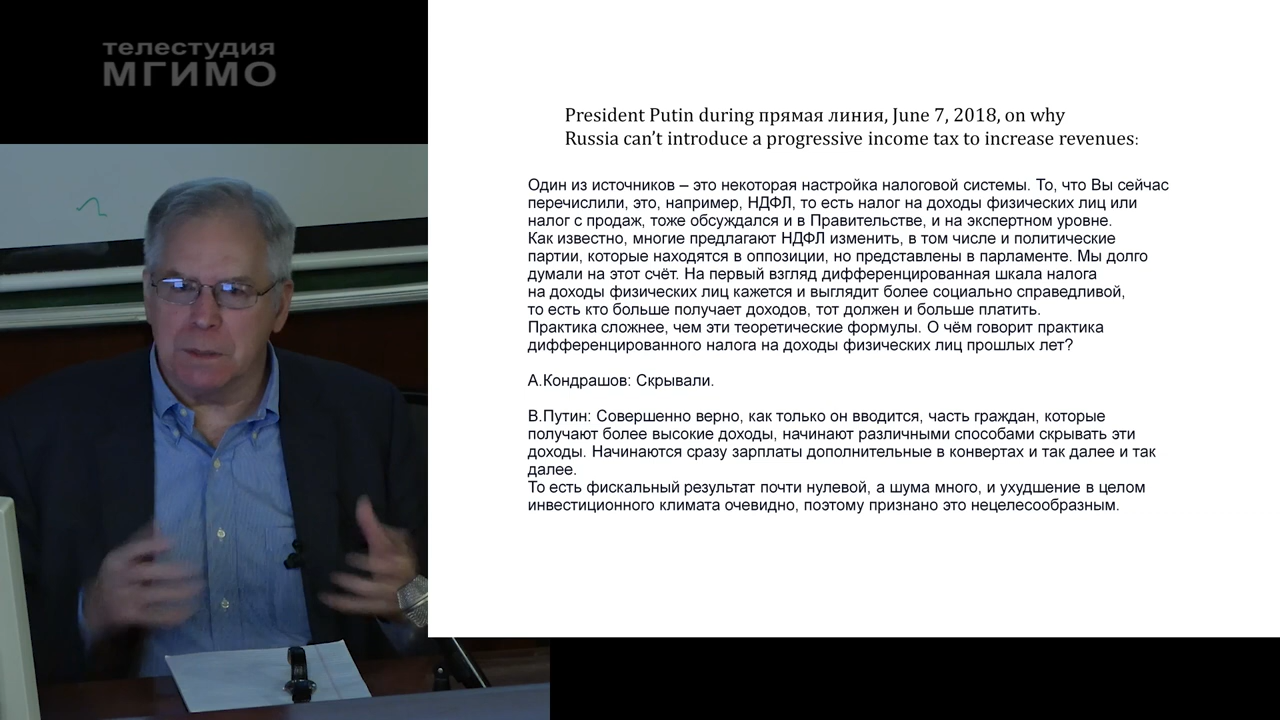 телестудия
МГИМО
President Putin during прямая линия, June 7, 2018, on why
Russia can’t introduce a progressive income tax to increase revenues:
Один из источников – это некоторая настройка налоговой системы. То, что Вы сейчас
перечислили, это, например, НДФЛ, то есть налог на доходы физических лиц или
налог с продаж, тоже обсуждался и в Правительстве, и на экспертном уровне.
Как известно, многие предлагают НДФЛ изменить, в том числе и политические
партии, которые находятся в оппозиции, но представлены в парламенте. Мы долго
думали на этот счёт. На первый взгляд дифференцированная шкала налога
на доходы физических лиц кажется и выглядит более социально справедливой,
то есть кто больше получает доходов, тот должен и больше платить.
Практика сложнее, чем эти теоретические формулы. О чём говорит практика
дифференцированного налога на доходы физических лиц прошлых лет?
А.Кондрашов: Скрывали.
В.Путин: Совершенно верно, как только он вводится, часть граждан, которые
получают более высокие доходы, начинают различными способами скрывать эти
доходы. Начинаются сразу зарплаты дополнительные в конвертах и так далее и так
далее.
То есть фискальный результат почти нулевой, а шума много, и ухудшение в целом
инвестиционного климата очевидно, поэтому признано это нецелесообразным.